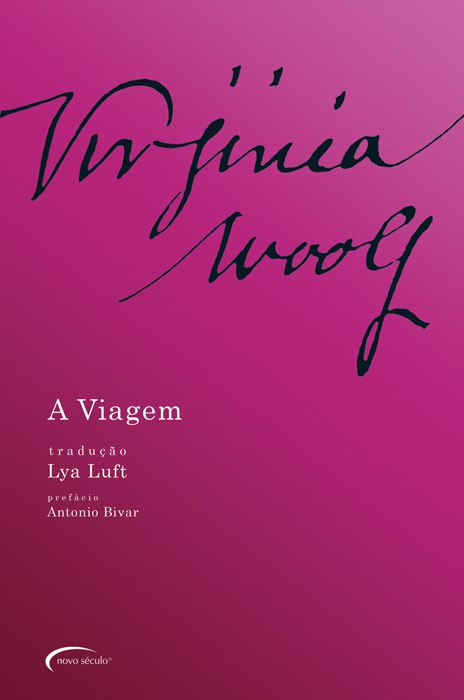 Virginia
Woolf
A Viagem
tradução
Lya Luft
prefácio
Antonio Bivar
novo século®